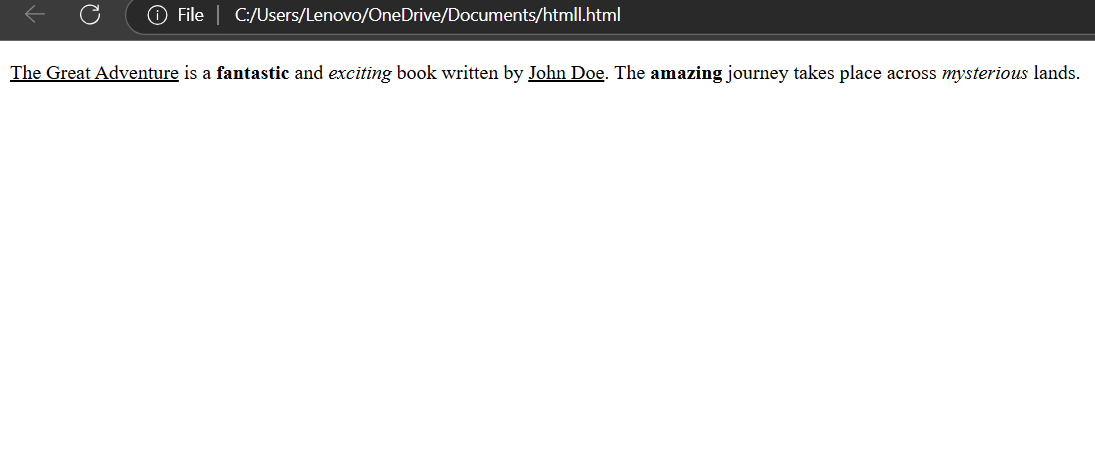 File C:/Users/Lenovo/OneDrive/Documents/htmll.html
The Great Adventure is a fantastic and exciting book written by John Doe. The amazing journey takes place across mysterious lands.